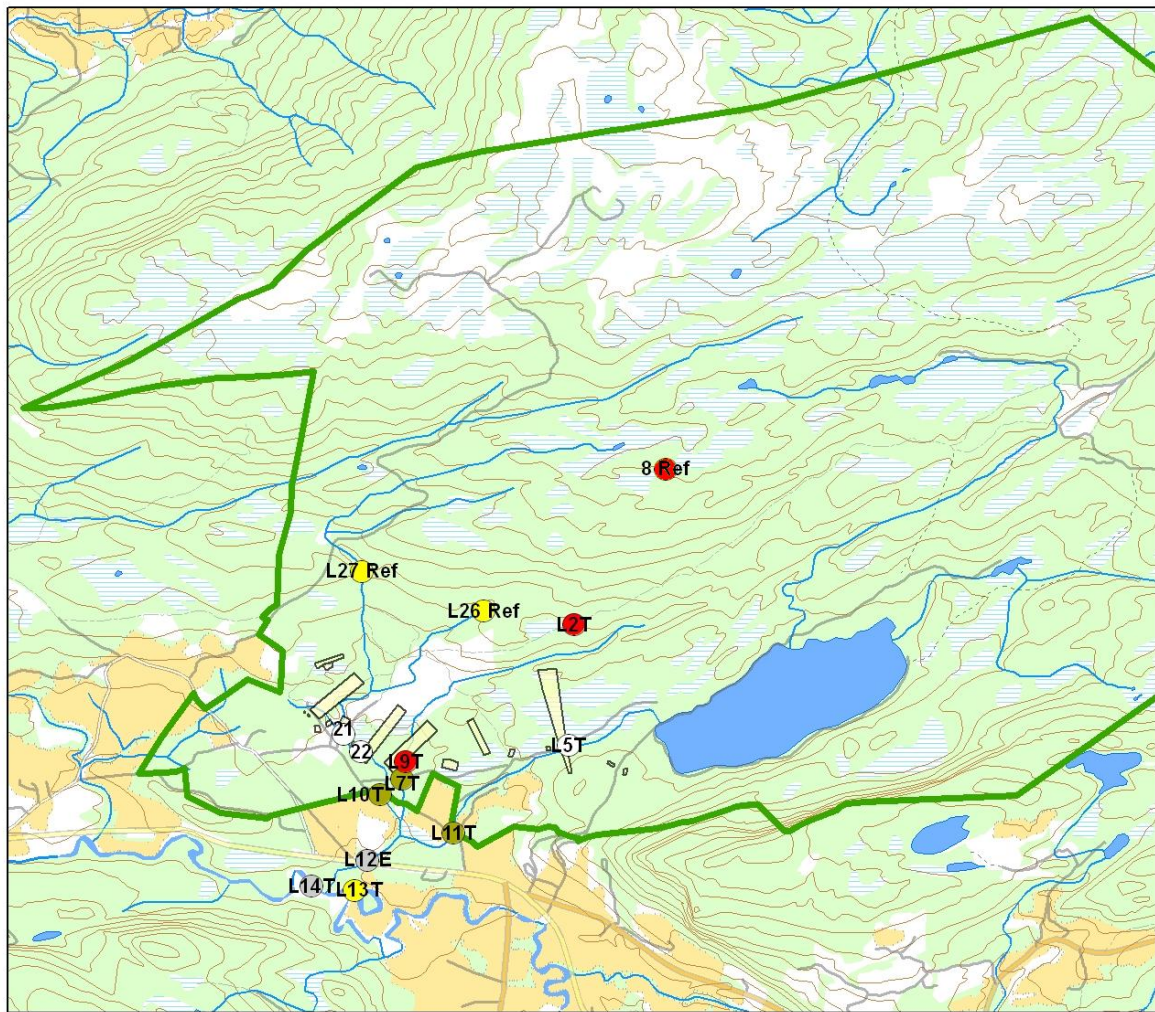 8 Ref
L27 Ref
L26 Ref
L2T
21
22
L5T
L9T
L7T
L10T
L11T
L12E
L14T
L13T